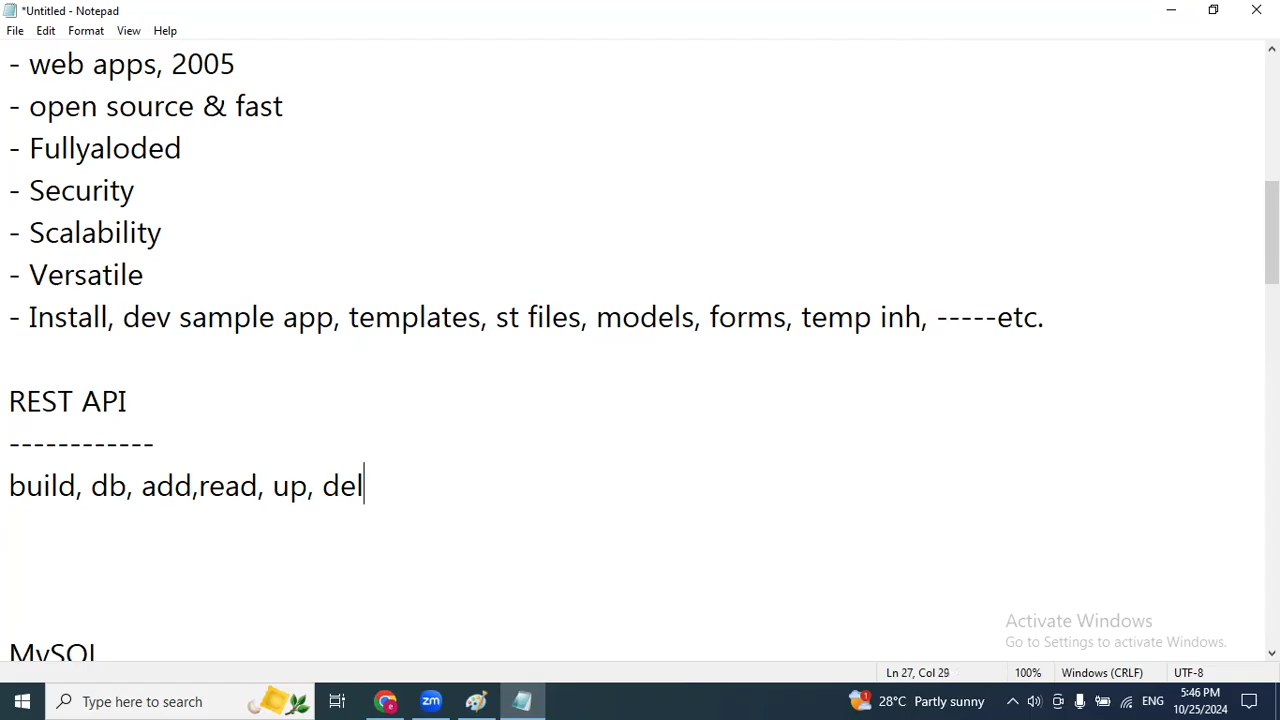 *Untitled - Notepad
File Edit Format View Help
- web apps, 2005
- open source & fast
- Fullyaloded
- Security
- Scalability
- Versatile
- Install, dev sample app, templates, st files, models, forms, temp inh, -----etc.
REST API
------------
build, db, add,read, up, del
MySQL
Activate Windows
Go to Settings to activate Windows.
Ln 27, Col 29 100% Windows (CRLF) UTF-8
Type here to search zm 1 28°C Partly sunny ENG 5:46 PM
10/25/2024